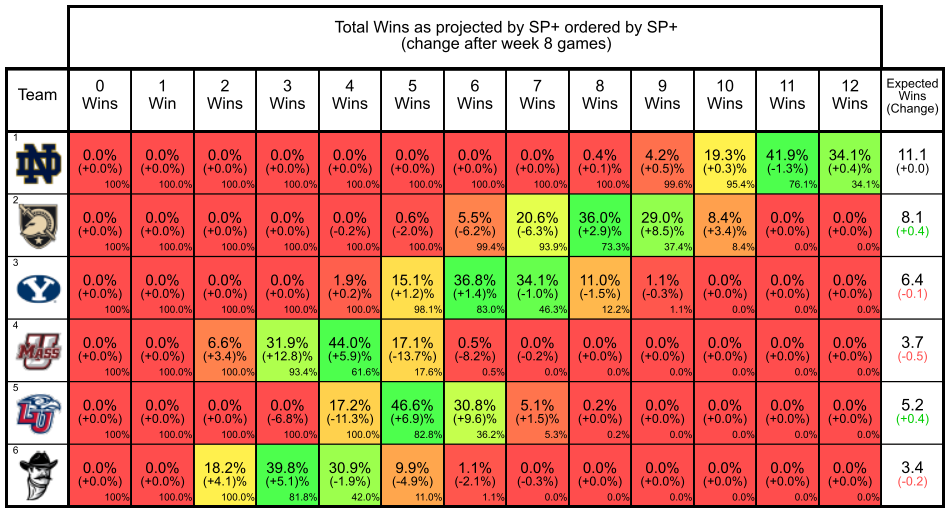 Total Wins as projected by SP+ ordered by SP+
(change after week 8 games)
Team 0 Wins 1 Win 2 Wins 3 Wins 4 Wins 5 Wins 6 Wins 7 Wins 8 Wins 9 Wins 10 Wins 11 Wins 12 Wins Expected Wins (Change)
1
ND
0.0% 0.0% 0.0% 0.0% 0.0% 0.0% 0.0% 0.0% 0.4% 4.2% 19.3% 41.9% 34.1% 11.1
(+0.0%) (+0.0%) (+0.0%) (+0.0%) (+0.0%) (+0.0%) (+0.0%) (+0.0%) (+0.1%) (+0.5)% (+0.3)% (-1.3%) (+0.4)% (+0.0)
100% 100.0% 100.0% 100.0% 100.0% 100.0% 100.0% 100.0% 100.0% 99.6% 95.4% 76.1% 34.1%
2
0.0% 0.0% 0.0% 0.0% 0.0% 0.6% 5.5% 20.6% 36.0% 29.0% 8.4% 0.0% 0.0% 8.1
(+0.0%) (+0.0%) (+0.0%) (+0.0%) (-0.2%) (-2.0%) (-6.2%) (-6.3%) (+2.9)% (+8.5)% (+3.4)% (+0.0%) (+0.0%) (+0.4)
100% 100.0% 100.0% 100.0% 100.0% 100.0% 99.4% 93.9% 73.3% 37.4% 8.4% 0.0% 0.0%
3
Y
0.0% 0.0% 0.0% 0.0% 1.9% 15.1% 36.8% 34.1% 11.0% 1.1% 0.0% 0.0% 0.0% 6.4
(+0.0%) (+0.0%) (+0.0%) (+0.0%) (+0.2)% (+1.2)% (+1.4)% (-1.0%) (-1.5%) (-0.3%) (+0.0%) (+0.0%) (+0.0%) (-0.1)
100% 100.0% 100.0% 100.0% 100.0% 98.1% 83.0% 46.3% 12.2% 1.1% 0.0% 0.0% 0.0%
4
UMASS
0.0% 0.0% 6.6% 31.9% 44.0% 17.1% 0.5% 0.0% 0.0% 0.0% 0.0% 0.0% 0.0% 3.7
(+0.0%) (+0.0%) (+3.4)% (+12.8)% (+5.9)% (-13.7%) (-8.2%) (-0.2%) (+0.0%) (+0.0%) (+0.0%) (+0.0%) (+0.0%) (-0.5)
100% 100.0% 100.0% 93.4% 61.6% 17.6% 0.5% 0.0% 0.0% 0.0% 0.0% 0.0% 0.0%
5
LU
0.0% 0.0% 0.0% 0.0% 17.2% 46.6% 30.8% 5.1% 0.2% 0.0% 0.0% 0.0% 0.0% 5.2
(+0.0%) (+0.0%) (+0.0%) (-6.8%) (-11.3%) (+6.9)% (+9.6)% (+1.5)% (+0.0%) (+0.0%) (+0.0%) (+0.0%) (+0.0%) (+0.4)
100% 100.0% 100.0% 100.0% 100.0% 82.8% 36.2% 5.3% 0.2% 0.0% 0.0% 0.0% 0.0%
6
0.0% 0.0% 18.2% 39.8% 30.9% 9.9% 1.1% 0.0% 0.0% 0.0% 0.0% 0.0% 0.0% 3.4
(+0.0%) (+0.0%) (+4.1)% (+5.1)% (-1.9%) (-4.9%) (-2.1%) (-0.3%) (+0.0%) (+0.0%) (+0.0%) (+0.0%) (+0.0%) (-0.2)
100% 100.0% 100.0% 81.8% 42.0% 11.0% 1.1% 0.0% 0.0% 0.0% 0.0% 0.0% 0.0%